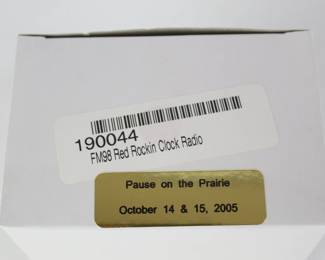 190044
FM98 Red Rockin Clock Radio
Pause on the Prairie
October 14 & 15, 2005